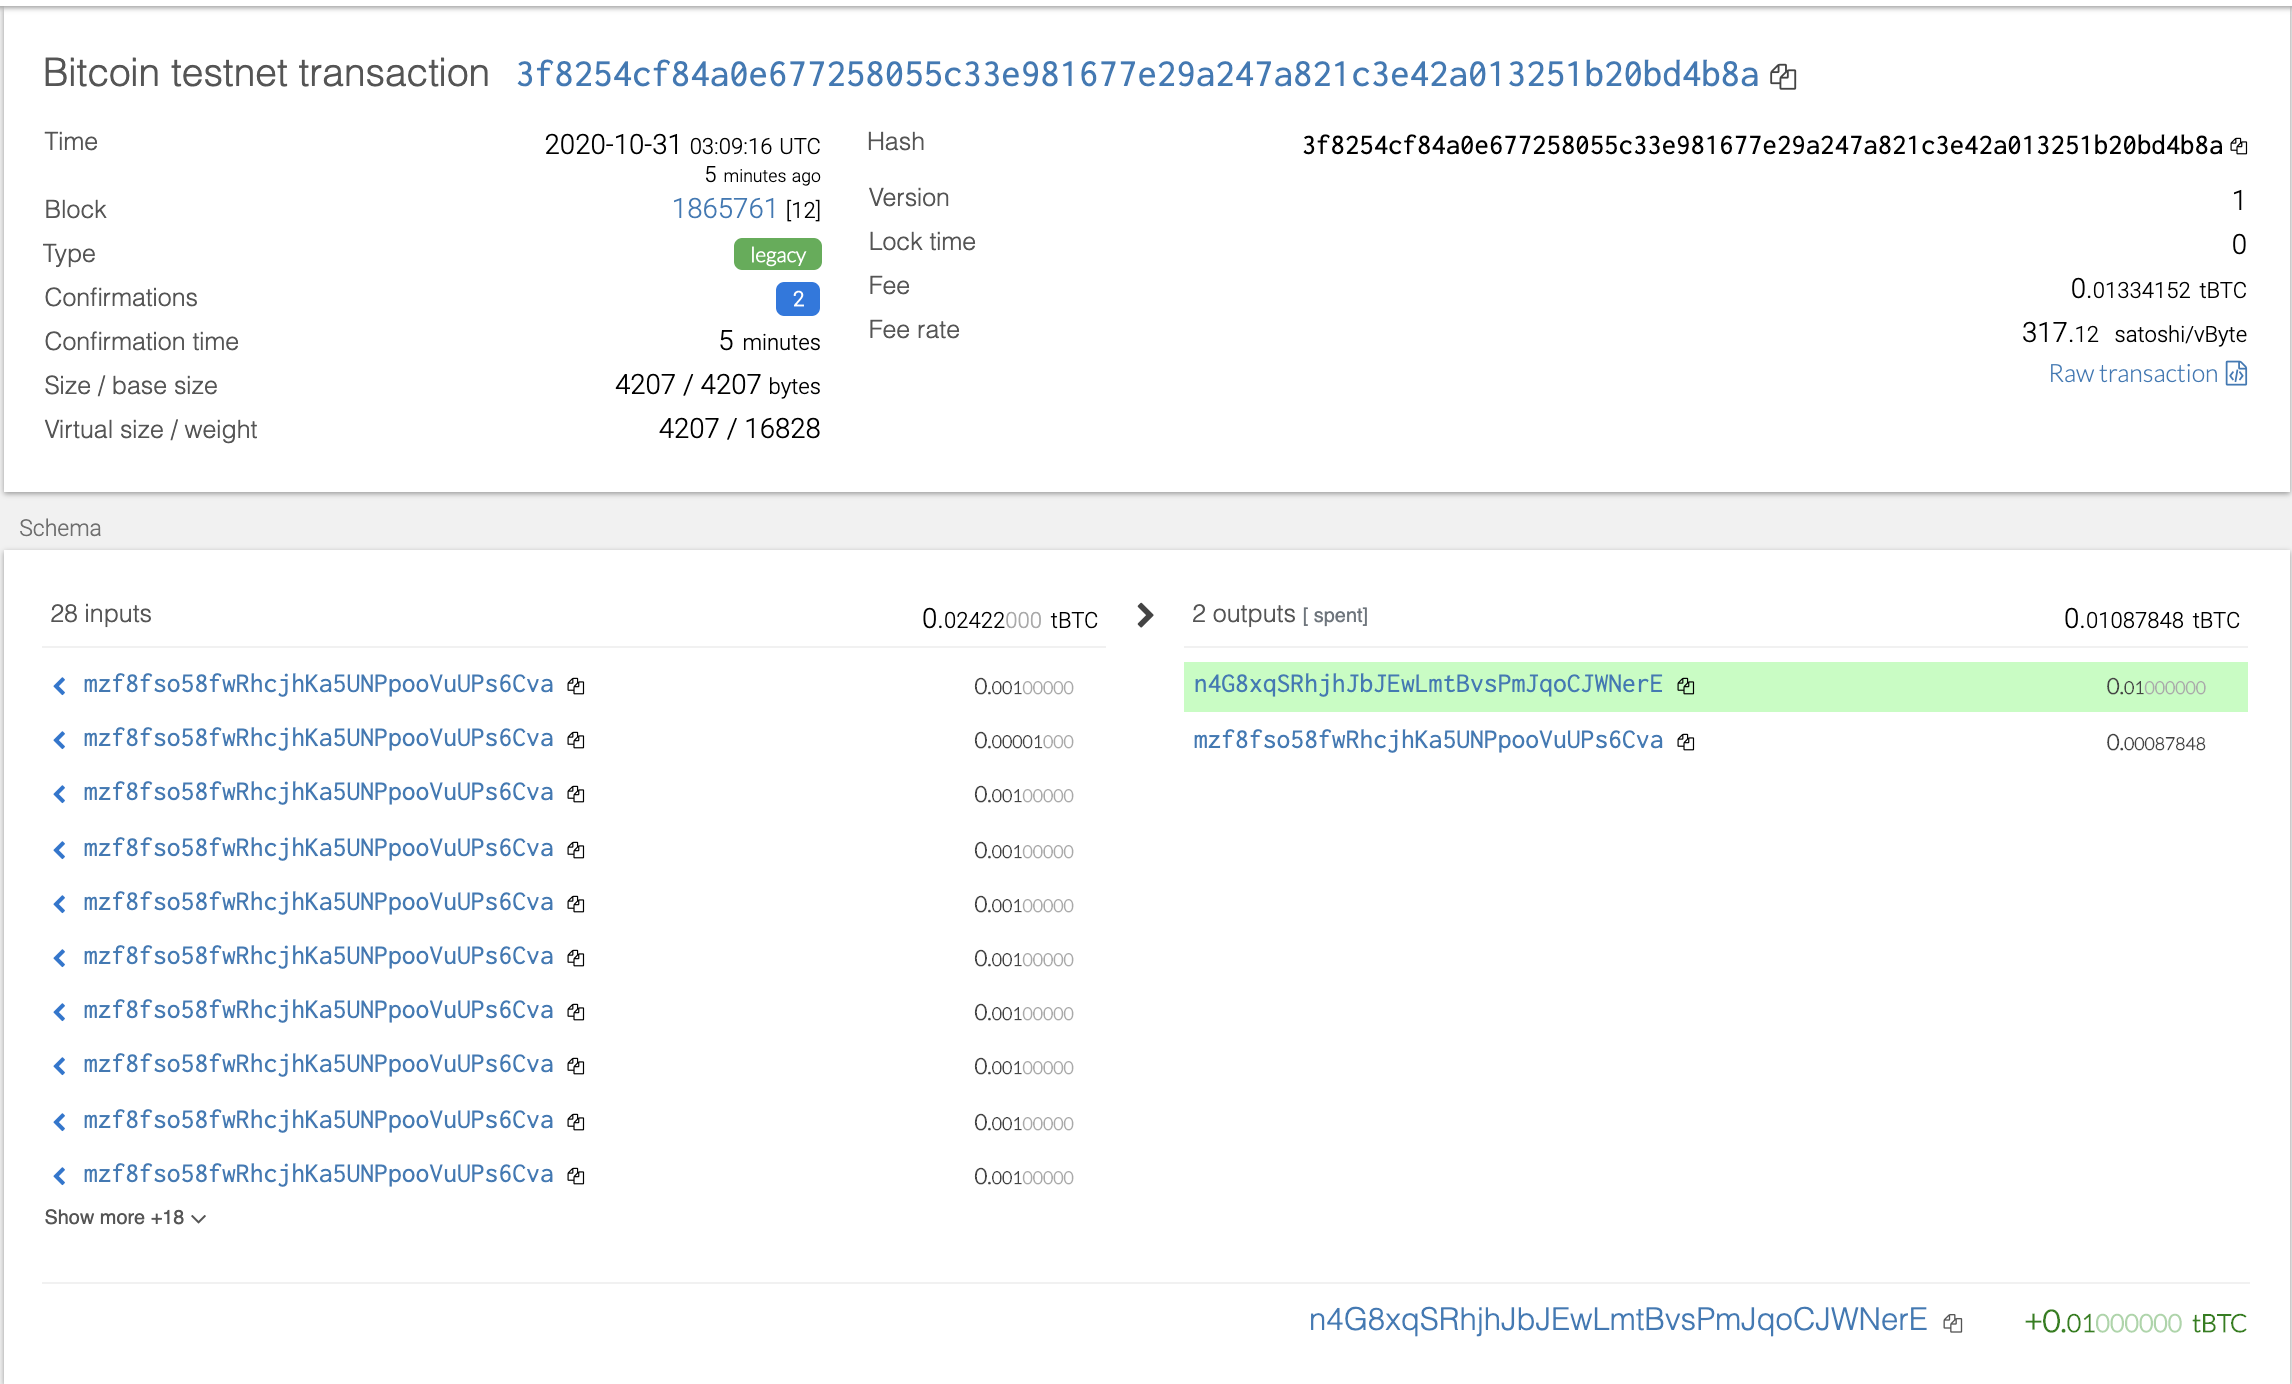 Bitcoin testnet transaction 3f8254cf84a0e677258055c33e981677e29a247a821c3e42a013251b20bd4b8a
Time 2020-10-31 03:09:16 UTC
5 minutes ago
Block 1865761 [12]
Type legacy
Confirmations 2
Confirmation time 5 minutes
Size / base size 4207 / 4207 bytes
Virtual size / weight 4207 / 16828
Hash 3f8254cf84a0e677258055c33e981677e29a247a821c3e42a013251b20bd4b8a
Version 1
Lock time 0
Fee 0.01334152 tBTC
Fee rate 317.12 satoshi/vByte
Raw transaction
Schema
28 inputs 0.02422000 tBTC
mzf8fso58fwRhcjhKa5UNPpooVuUPs6Cva 0.00100000
mzf8fso58fwRhcjhKa5UNPpooVuUPs6Cva 0.00001000
mzf8fso58fwRhcjhKa5UNPpooVuUPs6Cva 0.00100000
mzf8fso58fwRhcjhKa5UNPpooVuUPs6Cva 0.00100000
mzf8fso58fwRhcjhKa5UNPpooVuUPs6Cva 0.00100000
mzf8fso58fwRhcjhKa5UNPpooVuUPs6Cva 0.00100000
mzf8fso58fwRhcjhKa5UNPpooVuUPs6Cva 0.00100000
mzf8fso58fwRhcjhKa5UNPpooVuUPs6Cva 0.00100000
mzf8fso58fwRhcjhKa5UNPpooVuUPs6Cva 0.00100000
mzf8fso58fwRhcjhKa5UNPpooVuUPs6Cva 0.00100000
Show more +18
2 outputs [ spent] 0.01087848 tBTC
n4G8xqSRhjhJbJEwLmtBvsPmJqoCJWNerE 0.01000000
mzf8fso58fwRhcjhKa5UNPpooVuUPs6Cva 0.00087848
n4G8xqSRhjhJbJEwLmtBvsPmJqoCJWNerE +0.01000000 tBTC